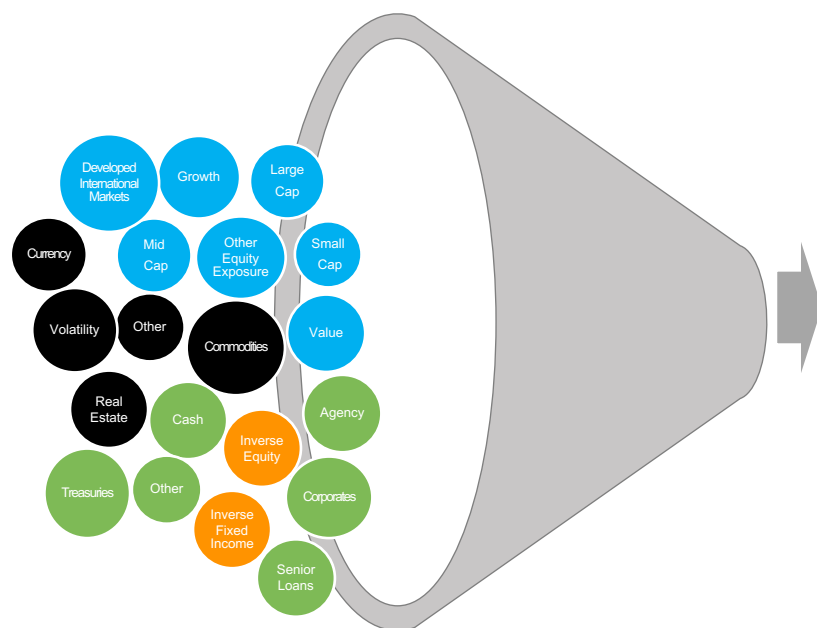 Developed
International
Markets
Growth
Large
Cap
Currency
Mid
Cap
Other
Equity
Exposure
Small
Cap
Volatility
Other
Commodities
Value
Real
Estate
Cash
Agency
Inverse
Equity
Treasuries
Other
Corporates
Inverse
Fixed
Income
Senior
Loans